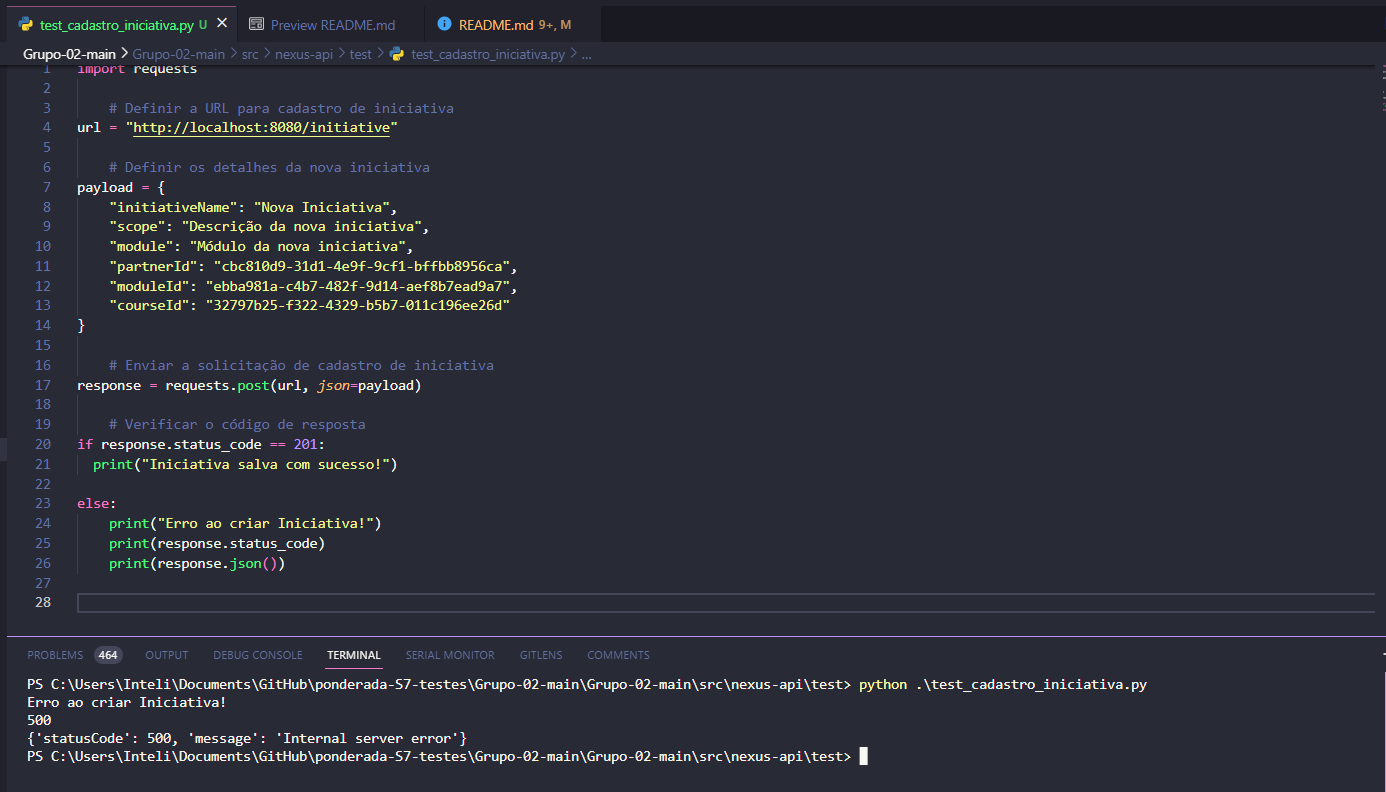 test_cadastro_iniciativa.py U
Preview README.md
README.md 9+, M
Grupo-02-main > Grupo-02-main > src > nexus-api > test > test_cadastro_iniciativa.py > ...
1 import requests
2
3 # Definir a URL para cadastro de iniciativa
4 url = "http://localhost:8080/initiative"
5
6 # Definir os detalhes da nova iniciativa
7 payload = {
8 "initiativeName": "Nova Iniciativa",
9 "scope": "Descrição da nova iniciativa",
10 "module": "Módulo da nova iniciativa",
11 "partnerId": "cbc810d9-31d1-4e9f-9cf1-bffbb8956ca",
12 "moduleId": "ebba981a-c4b7-482f-9d14-aef8b7ead9a7",
13 "courseId": "32797b25-f322-4329-b5b7-011c196ee26d"
14 }
15
16 # Enviar a solicitação de cadastro de iniciativa
17 response = requests.post(url, json=payload)
18
19 # Verificar o código de resposta
20 if response.status_code == 201:
21 print("Iniciativa salva com sucesso!")
22
23 else:
24 print("Erro ao criar Iniciativa!")
25 print(response.status_code)
26 print(response.json())
27
28
PROBLEMS 464 OUTPUT DEBUG CONSOLE TERMINAL SERIAL MONITOR GITLENS COMMENTS
PS C:\Users\Inteli\Documents\GitHub\ponderada-S7-testes\Grupo-02-main\Grupo-02-main\src\nexus-api\test> python .\test_cadastro_iniciativa.py
Erro ao criar Iniciativa!
500
{'statusCode': 500, 'message': 'Internal server error'}
PS C:\Users\Inteli\Documents\GitHub\ponderada-S7-testes\Grupo-02-main\Grupo-02-main\src\nexus-api\test>